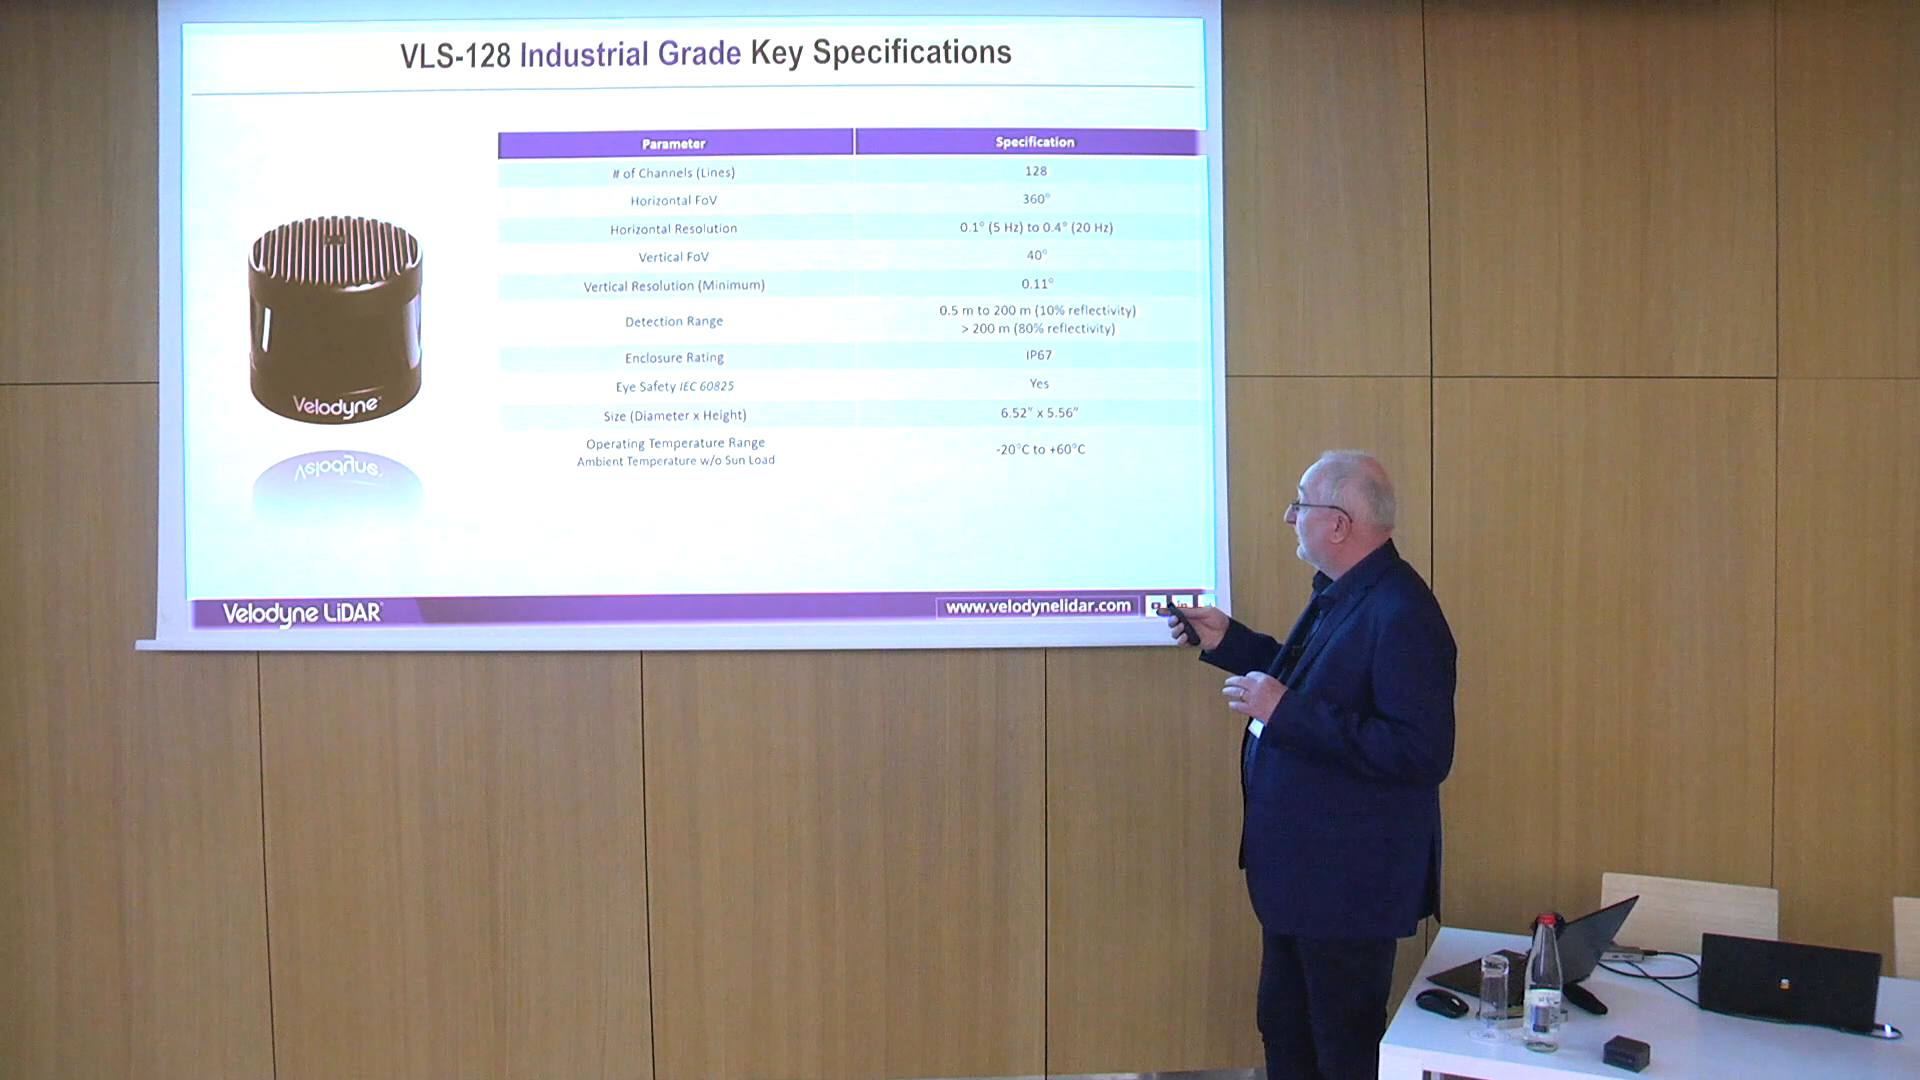 VLS-128 Industrial Grade Key Specifications
Parameter Specification
# of Channels (Lines) 128
Horizontal FoV 360°
Horizontal Resolution 0.1° (5 Hz) to 0.4° (20 Hz)
Vertical FoV 40°
Vertical Resolution (Minimum) 0.11°
Detection Range 0.5 m to 200 m (10% reflectivity)
> 200 m (80% reflectivity)
Enclosure Rating IP67
Eye Safety IEC 60825 Yes
Size (Diameter x Height) 6.52" x 5.56"
Operating Temperature Range
Ambient Temperature w/o Sun Load -20°C to +60°C
Velodyne
Velodyne
Velodyne LiDAR
www.velodynelidar.com
in